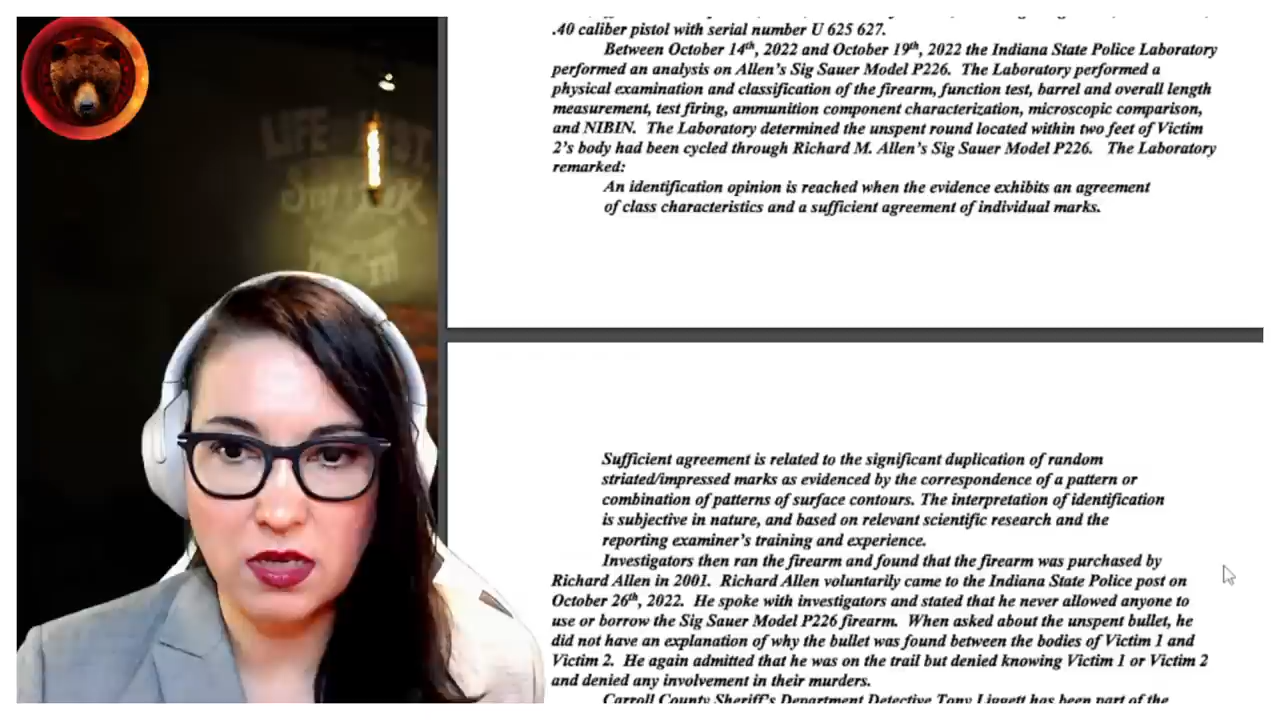 LIFE
.40 caliber pistol with serial number U 625 627.
Between October 14th, 2022 and October 19th, 2022 the Indiana State Police Laboratory
performed an analysis on Allen's Sig Sauer Model P226. The Laboratory performed a
physical examination and classification of the firearm, function test, barrel and overall length
measurement, test firing, ammunition component characterization, microscopic comparison,
and NIBIN. The Laboratory determined the unspent round located within two feet of Victim
2's body had been cycled through Richard M. Allen's Sig Sauer Model P226. The Laboratory
remarked:
An identification opinion is reached when the evidence exhibits an agreement
of class characteristics and a sufficient agreement of individual marks.
Sufficient agreement is related to the significant duplication of random
striated/impressed marks as evidenced by the correspondence of a pattern or
combination of patterns of surface contours. The interpretation of identification
is subjective in nature, and based on relevant scientific research and the
reporting examiner's training and experience.
Investigators then ran the firearm and found that the firearm was purchased by
Richard Allen in 2001. Richard Allen voluntarily came to the Indiana State Police post on
October 26th, 2022. He spoke with investigators and stated that he never allowed anyone to
use or borrow the Sig Sauer Model P226 firearm. When asked about the unspent bullet, he
did not have an explanation of why the bullet was found between the bodies of Victim 1 and
Victim 2. He again admitted that he was on the trail but denied knowing Victim 1 or Victim 2
and denied any involvement in their murders.
Carroll County Sheriff's Department Detective Tony Liggett has been part of the